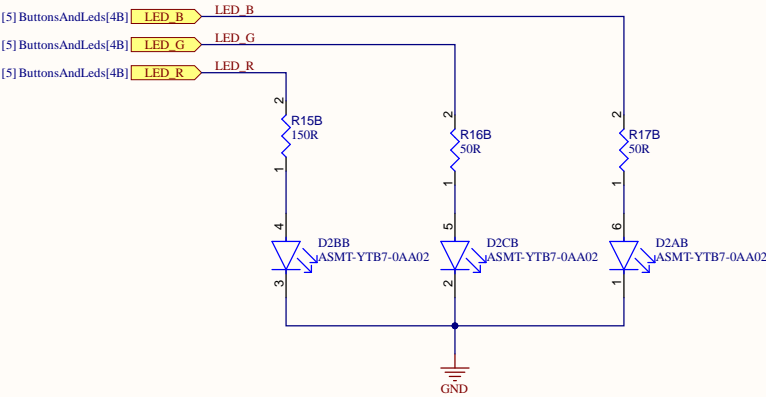 [5] ButtonsAndLeds[4B] LED_B LED_B
[5] ButtonsAndLeds[4B] LED_G LED_G
[5] ButtonsAndLeds[4B] LED_R LED_R
2 2 2
R15B R16B R17B
150R 50R 50R
1 1 1
4 5 6
D2BB D2CB D2AB
ASMT-YTB7-0AA02 ASMT-YTB7-0AA02 ASMT-YTB7-0AA02
3 2 1
GND